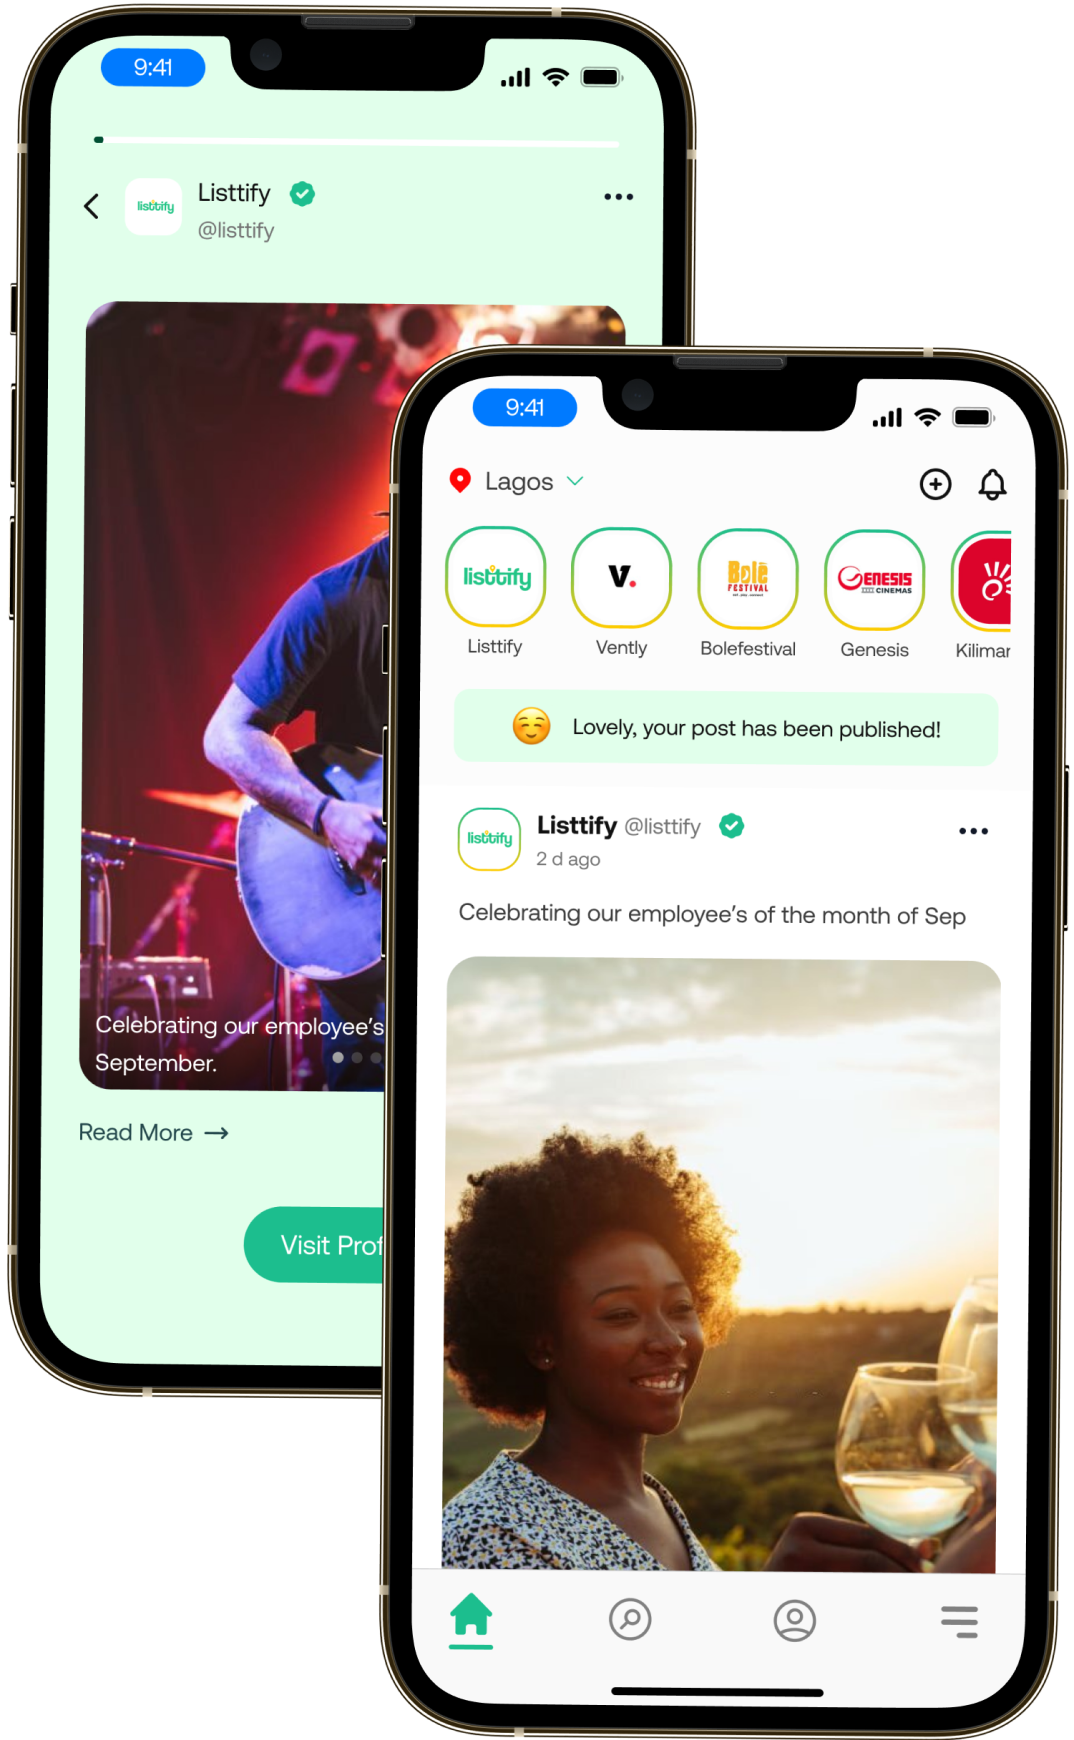 9:41
listtify
Listtify
@listtify
Celebrating our employee's
September.
Read More →
Visit Prof
9:41
Lagos
listtify
V.
Bolē
FESTIVAL
GENESIS
CINEMAS
Listtify
Vently
Bolefestival
Genesis
Kilimar
Lovely, your post has been published!
listtify
Listtify @listtify
2 d ago
Celebrating our employee's of the month of Sep